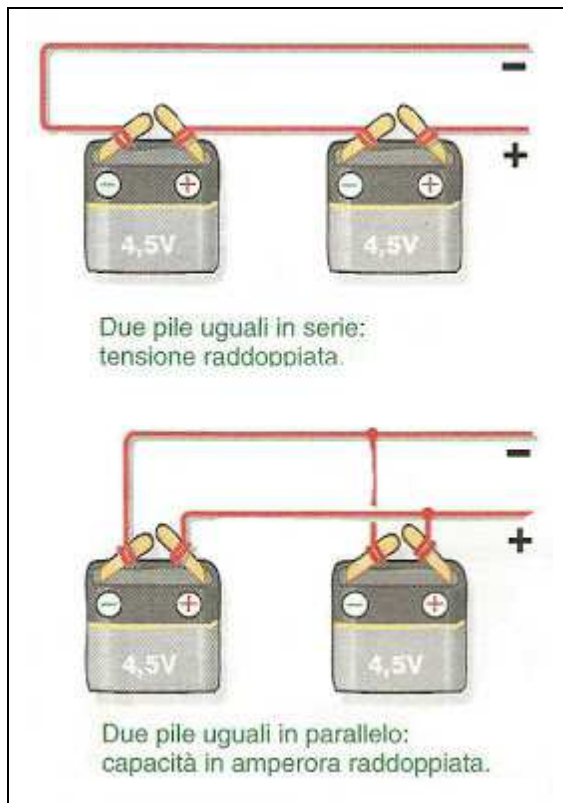 −
+
− + − +
4,5V 4,5V
Due pile uguali in serie:
tensione raddoppiata.
−
+
− + − +
4,5V 4,5V
Due pile uguali in parallelo:
capacità in amperora raddoppiata.